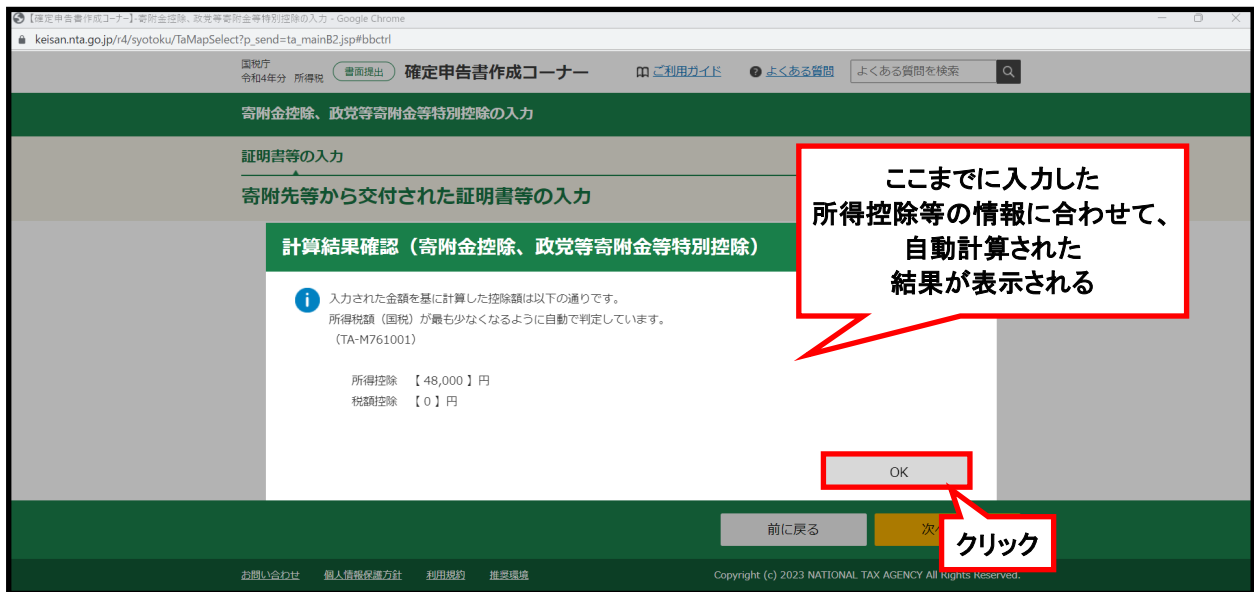 【確定申告書作成コーナー】-寄附金控除、政党等寄附金等特別控除の入力 - Google Chrome
keisan.nta.go.jp/r4/syotoku/TaMapSelect?p_send=ta_mainB2.jsp#bbctrl
国税庁
令和4年分 所得税 書面提出 確定申告書作成コーナー ご利用ガイド よくある質問 よくある質問を検索
寄附金控除、政党等寄附金等特別控除の入力
証明書等の入力
寄附先等から交付された証明書等の入力
ここまでに入力した
所得控除等の情報に合わせて、
自動計算された
結果が表示される
計算結果確認（寄附金控除、政党等寄附金等特別控除）
入力された金額を基に計算した控除額は以下の通りです。
所得税額（国税）が最も少なくなるように自動で判定しています。
（TA-M761001）
所得控除 【 48,000 】円
税額控除 【 0 】円
OK
前に戻る
クリック
お問い合わせ 個人情報保護方針 利用規約 推奨環境 Copyright (c) 2023 NATIONAL TAX AGENCY All Rights Reserved.